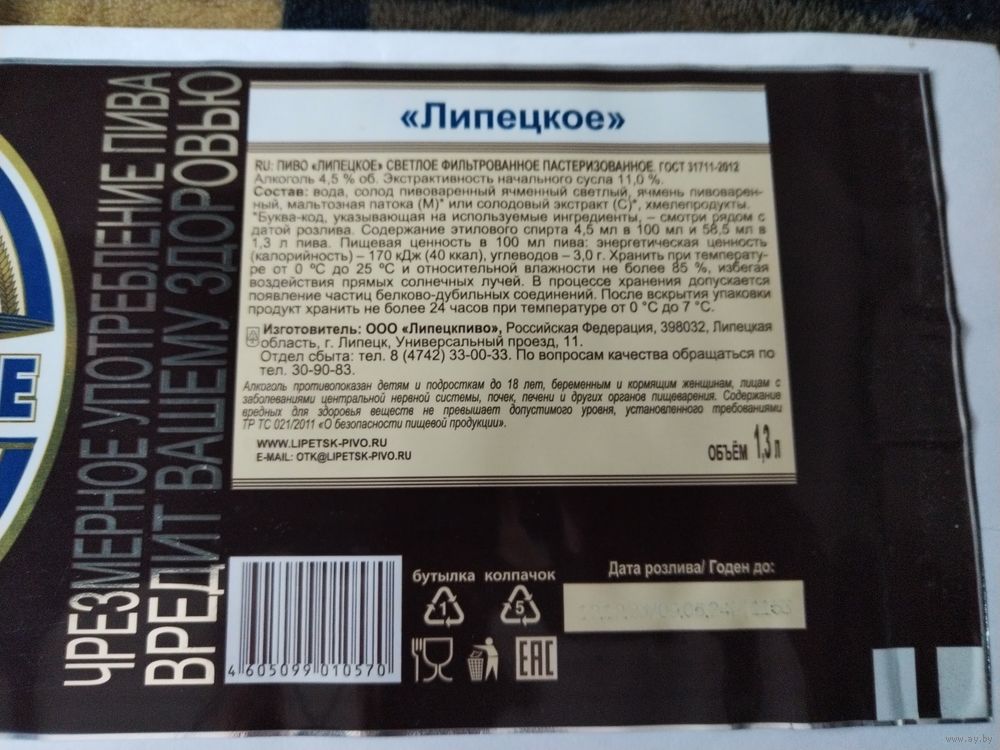 ЧРЕЗМЕРНОЕ УПОТРЕБЛЕНИЕ ПИВА
ВРЕДИТ ВАШЕМУ ЗДОРОВЬЮ
Е
«Липецкое»
RU: ПИВО «ЛИПЕЦКОЕ» СВЕТЛОЕ ФИЛЬТРОВАННОЕ ПАСТЕРИЗОВАННОЕ. ГОСТ 31711-2012
Алкоголь 4,5 % об. Экстрактивность начального сусла 11,0 %.
Состав: вода, солод пивоваренный ячменный светлый, ячмень пивоварен-
ный, мальтозная патока (М)* или солодовый экстракт (С)*, хмелепродукты.
*Буква-код, указывающая на используемые ингредиенты, – смотри рядом с
датой розлива. Содержание этилового спирта 4,5 мл в 100 мл и 58,5 мл в
1,3 л пива. Пищевая ценность в 100 мл пива: энергетическая ценность
(калорийность) – 170 кДж (40 ккал), углеводов – 3,0 г. Хранить при температу-
ре от 0 °С до 25 °С и относительной влажности не более 85 %, избегая
воздействия прямых солнечных лучей. В процессе хранения допускается
появление частиц белково-дубильных соединений. После вскрытия упаковки
продукт хранить не более 24 часов при температуре от 0 °С до 7 °С.
Изготовитель: ООО «Липецкпиво», Российская Федерация, 398032, Липецкая
область, г. Липецк, Универсальный проезд, 11.
Отдел сбыта: тел. 8 (4742) 33-00-33. По вопросам качества обращаться по
тел. 30-90-83.
Алкоголь противопоказан детям и подросткам до 18 лет, беременным и кормящим женщинам, лицам с
заболеваниями центральной нервной системы, почек, печени и других органов пищеварения. Содержание
вредных для здоровья веществ не превышает допустимого уровня, установленного требованиями
ТР ТС 021/2011 «О безопасности пищевой продукции».
WWW.LIPETSK-PIVO.RU
E-MAIL: OTK@LIPETSK-PIVO.RU
ОБЪЁМ 1,3 л
бутылка колпачок
1 5
Дата розлива/ Годен до:
4 605099 010570
EAC
www.ay.by